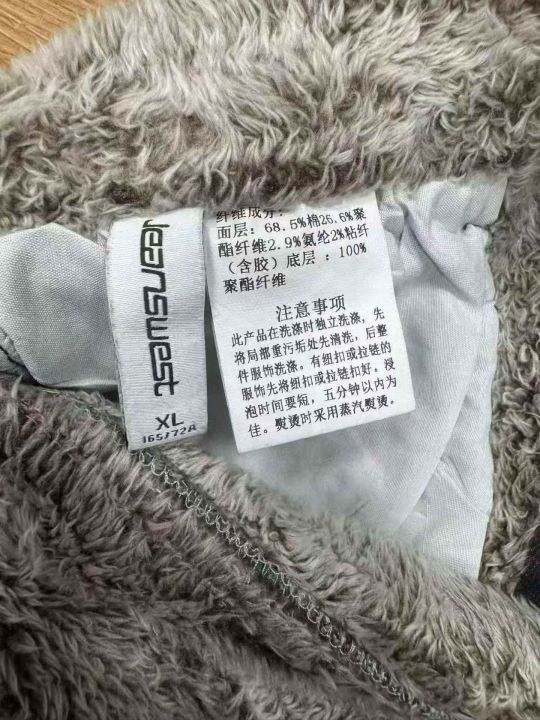 Jeanswest
XL
165/72A
纤维成分:
面层: 68.5%棉26.6%聚
酯纤维2.9%氨纶2%粘纤
(含胶) 底层 : 100%
聚酯纤维
注意事项
此产品在洗涤时独立洗涤, 先
将局部重污垢处先清洗, 后整
件服饰洗涤。有纽扣或拉链的
服饰先将纽扣或拉链扣好。没
泡时间要短, 五分钟以内为
佳。熨烫时采用蒸汽熨烫。